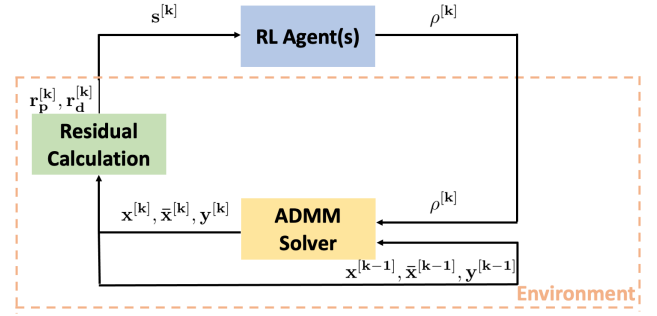 s^[k]
RL Agent(s)
ρ^[k]
r_p^[k], r_d^[k]
Residual
Calculation
x^[k], x̄^[k], y^[k]
ADMM
Solver
ρ^[k]
x^[k−1], x̄^[k−1], y^[k−1]
Environment